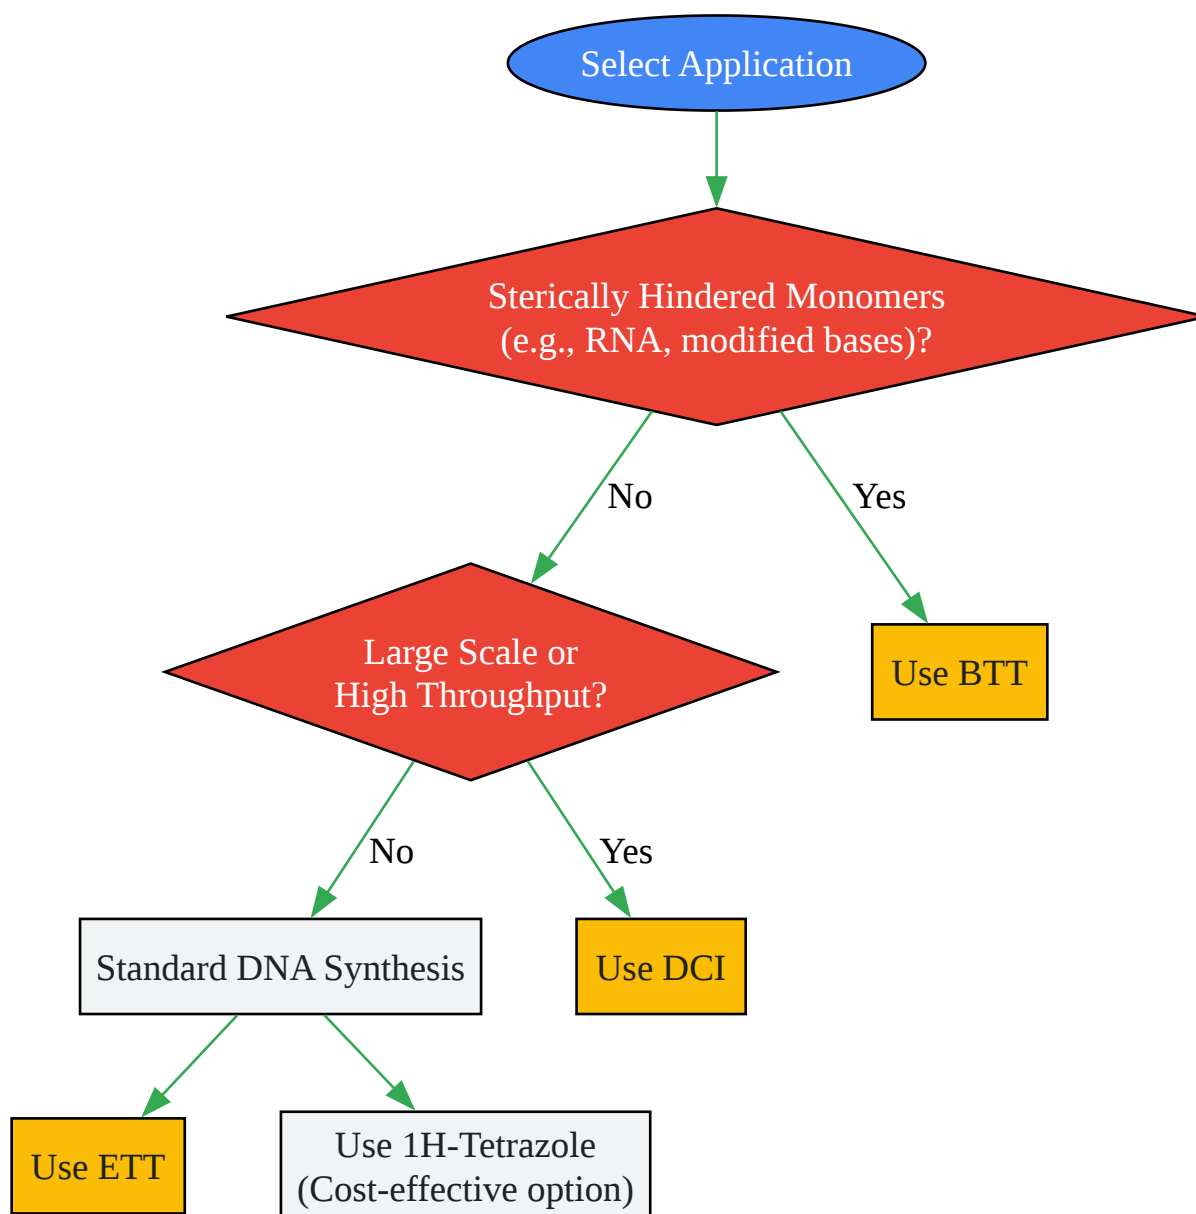 Select Application
Sterically Hindered Monomers
(e.g., RNA, modified bases)?
No
Yes
Large Scale or
High Throughput?
Use BTT
No
Yes
Standard DNA Synthesis
Use DCI
Use ETT
Use 1H-Tetrazole
(Cost-effective option)